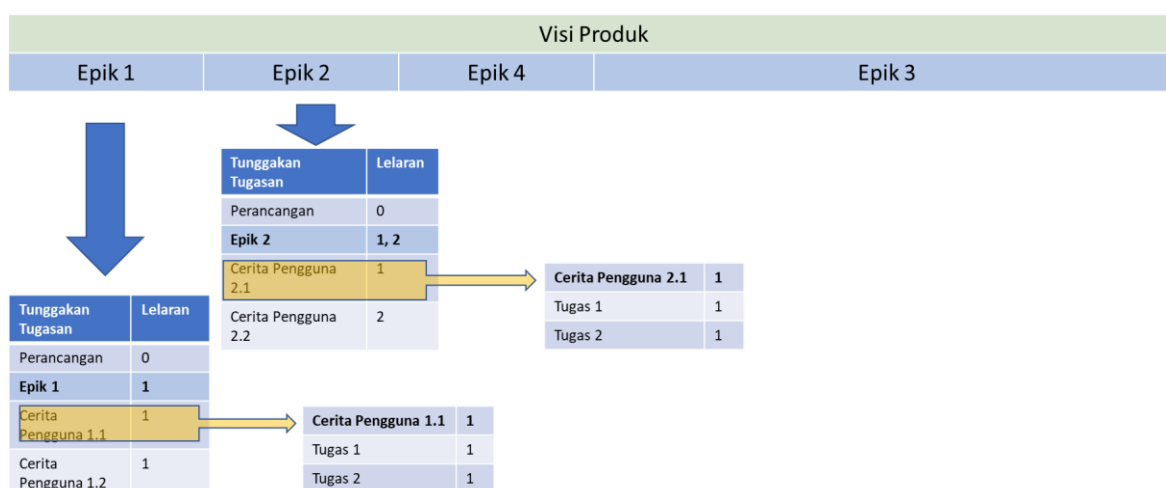 Visi Produk
Epik 1 Epik 2 Epik 4 Epik 3
Tunggakan Lelaran
Tugasan
Perancangan 0
Epik 2 1, 2
Cerita Pengguna 1
2.1
Cerita Pengguna 2
2.2
Cerita Pengguna 2.1 1
Tugas 1 1
Tugas 2 1
Tunggakan Lelaran
Tugasan
Perancangan 0
Epik 1 1
Cerita 1
Pengguna 1.1
Cerita 1
Pengguna 1.2
Cerita Pengguna 1.1 1
Tugas 1 1
Tugas 2 1